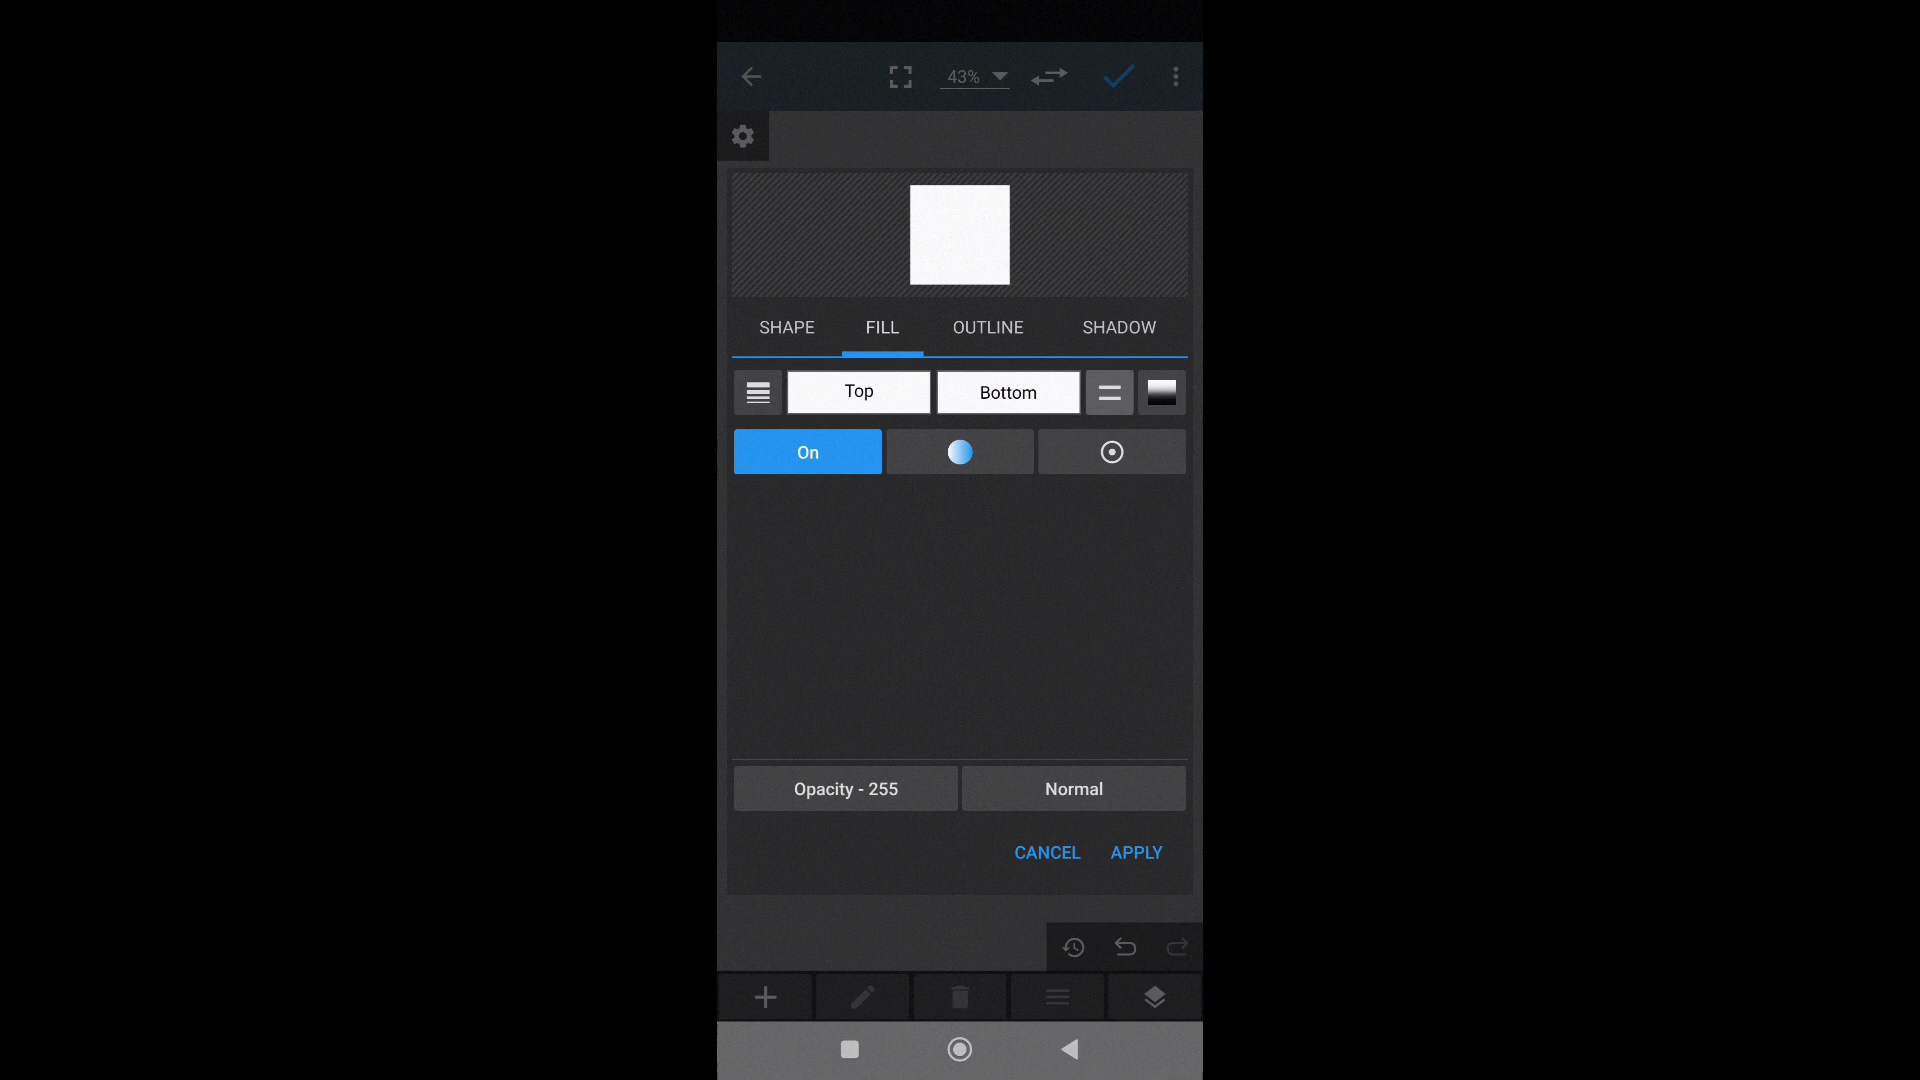 43%
SHAPE FILL OUTLINE SHADOW
Top Bottom
On
Opacity - 255 Normal
CANCEL APPLY